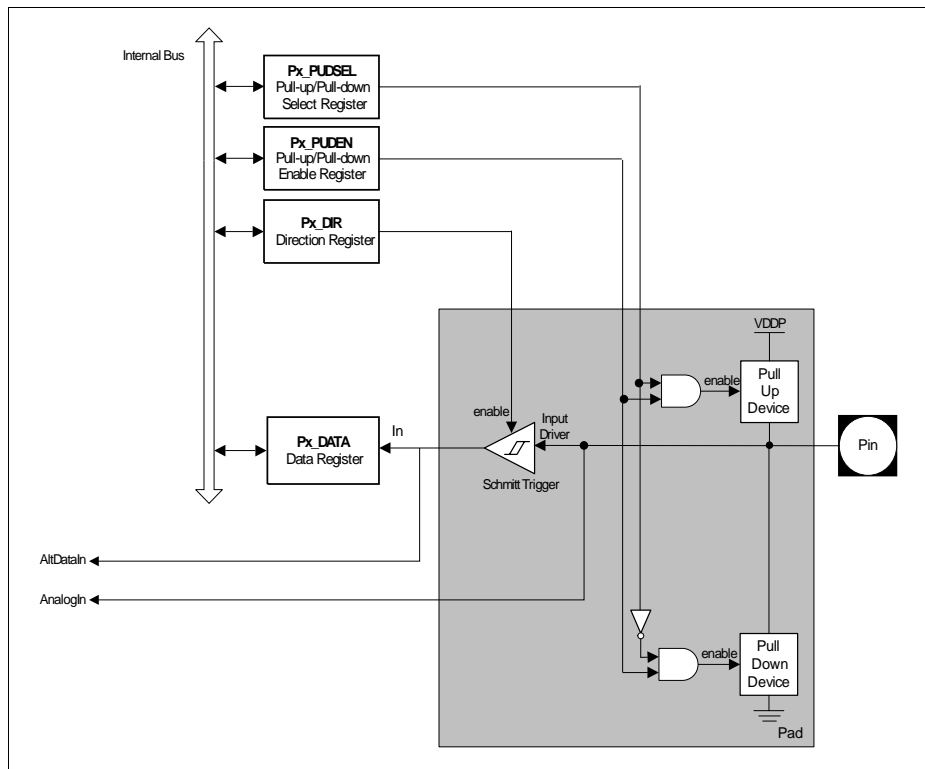 Internal Bus
Px_PUDSEL
Pull-up/Pull-down
Select Register
Px_PUDEN
Pull-up/Pull-down
Enable Register
Px_DIR
Direction Register
VDDP
Pull
Up
Device
enable
enable
Input
Driver
Px_DATA
Data Register
In
Schmitt Trigger
Pin
AltDataIn
AnalogIn
enable
Pull
Down
Device
Pad